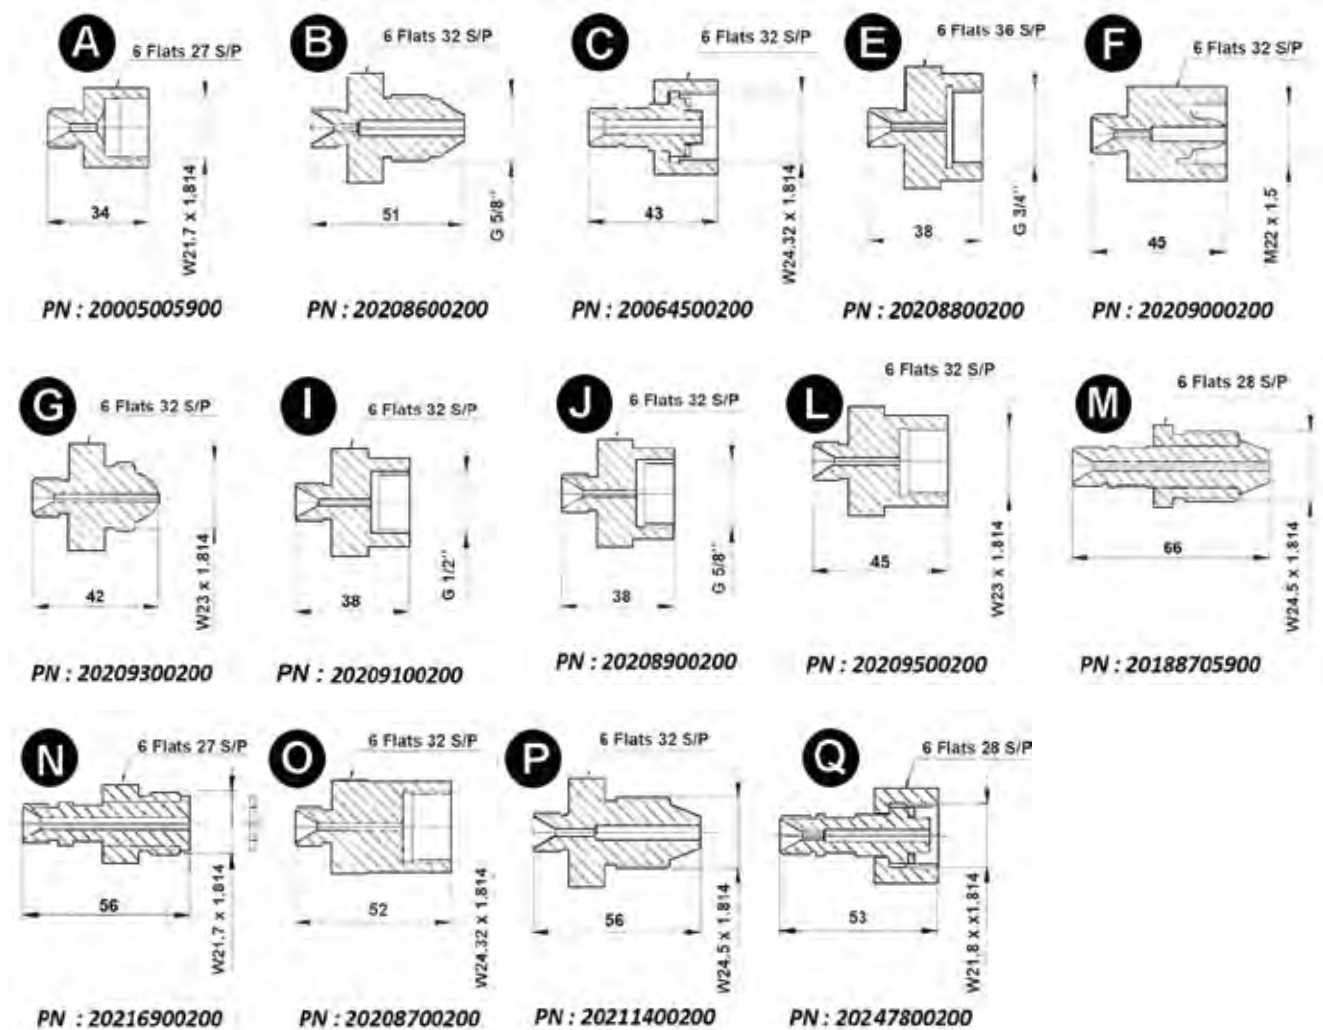 A
6 Flats 27 S/P
34
W21.7 x 1.814
PN : 20005005900
B
6 Flats 32 S/P
51
G 5/8''
PN : 20208600200
C
6 Flats 32 S/P
43
W24.32 x 1.814
PN : 20064500200
E
6 Flats 36 S/P
38
G 3/4''
PN : 20208800200
F
6 Flats 32 S/P
45
M22 x 1.5
PN : 20209000200
G
6 Flats 32 S/P
42
W23 x 1.814
PN : 20209300200
I
6 Flats 32 S/P
38
G 1/2''
PN : 20209100200
J
6 Flats 32 S/P
38
G 5/8''
PN : 20208900200
L
6 Flats 32 S/P
45
W23 x 1.814
PN : 20209500200
M
6 Flats 28 S/P
66
W24.5 x 1.814
PN : 20188705900
N
6 Flats 27 S/P
56
W21.7 x 1.814
PN : 20216900200
O
6 Flats 32 S/P
52
W24.32 x 1.814
PN : 20208700200
P
6 Flats 32 S/P
56
W24.5 x 1.814
PN : 20211400200
Q
6 Flats 28 S/P
53
W21.8 x x1.814
PN : 20247800200